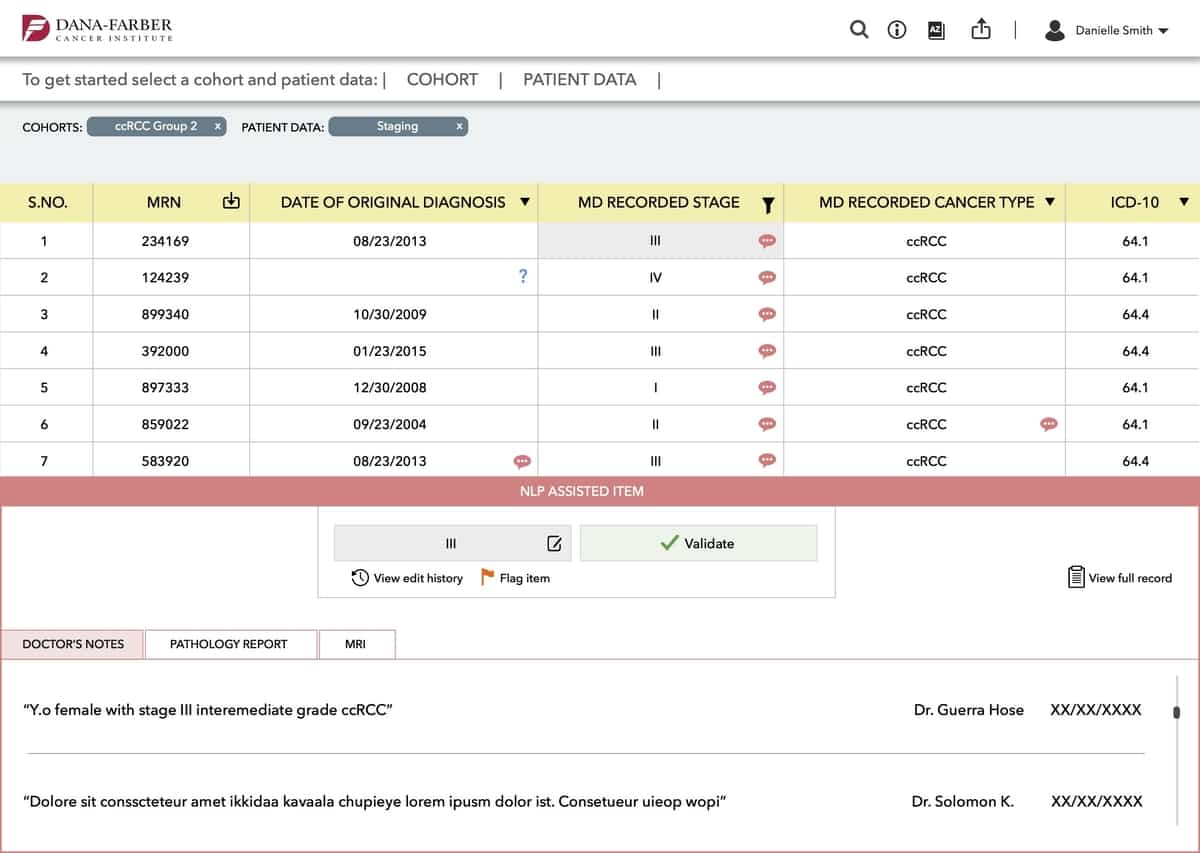 DANA-FARBER
CANCER INSTITUTE
AZ
Danielle Smith
To get started select a cohort and patient data: | COHORT | PATIENT DATA |
COHORTS: ccRCC Group 2 x PATIENT DATA: Staging x
S.NO. MRN DATE OF ORIGINAL DIAGNOSIS MD RECORDED STAGE MD RECORDED CANCER TYPE ICD-10
1 234169 08/23/2013 III ccRCC 64.1
2 124239 ? IV ccRCC 64.1
3 899340 10/30/2009 II ccRCC 64.4
4 392000 01/23/2015 III ccRCC 64.4
5 897333 12/30/2008 I ccRCC 64.1
6 859022 09/23/2004 II ccRCC 64.1
7 583920 08/23/2013 III ccRCC 64.4
NLP ASSISTED ITEM
III Validate
View edit history Flag item View full record
DOCTOR'S NOTES PATHOLOGY REPORT MRI
“Y.o female with stage III interemediate grade ccRCC” Dr. Guerra Hose XX/XX/XXXX
“Dolore sit consscteteur amet ikkidaa kavaala chupieye lorem ipusm dolor ist. Consetueur uieop wopi” Dr. Solomon K. XX/XX/XXXX